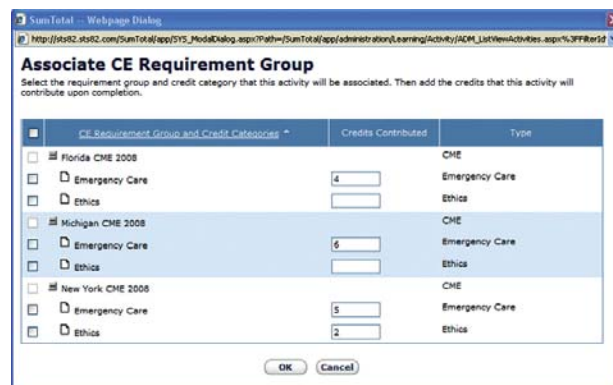 SumTotal -- Webpage Dialog
http://sts82.sts82.com/SumTotal/app/SYS_ModalDialog.aspx?Path=/SumTotal/app/administration/Learning/Activity/ADM_ListViewActivities.aspx%3FFilterId
Associate CE Requirement Group
Select the requirement group and credit category that this activity will be associated. Then add the credits that this activity will
contribute upon completion.
CE Requirement Group and Credit Categories Credits Contributed Type
Florida CME 2008 CME
Emergency Care 4 Emergency Care
Ethics Ethics
Michigan CME 2008 CME
Emergency Care 6 Emergency Care
Ethics Ethics
New York CME 2008 CME
Emergency Care 5 Emergency Care
Ethics 2 Ethics
OK Cancel